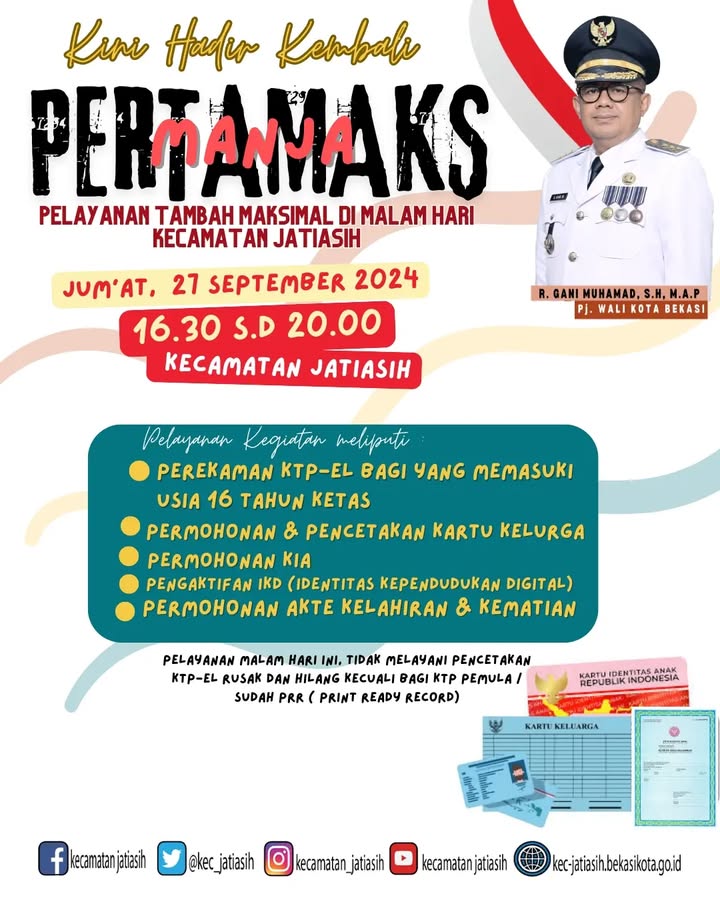 Kini Hadir Kembali
PERTAMAKS
MANJA
PELAYANAN TAMBAH MAKSIMAL DI MALAM HARI
KECAMATAN JATIASIH
JUM'AT, 27 SEPTEMBER 2024
16.30 S.D 20.00
KECAMATAN JATIASIH
R. GANI MUHAMAD, S.H, M.A.P
Pj. WALI KOTA BEKASI
Pelayanan Kegiatan meliputi :
PEREKAMAN KTP-EL BAGI YANG MEMASUKI
USIA 16 TAHUN KETAS
PERMOHONAN & PENCETAKAN KARTU KELURGA
PERMOHONAN KIA
PENGAKTIFAN IKD (IDENTITAS KEPENDUDUKAN DIGITAL)
PERMOHONAN AKTE KELAHIRAN & KEMATIAN
PELAYANAN MALAM HARI INI, TIDAK MELAYANI PENCETAKAN
KTP-EL RUSAK DAN HILANG KECUALI BAGI KTP PEMULA /
SUDAH PRR ( PRINT READY RECORD)
KARTU IDENTITAS ANAK
REPUBLIK INDONESIA
KARTU KELUARGA
kecamatan jatiasih
@kec_jatiasih
kecamatan_jatiasih
kecamatan jatiasih
kec-jatiasih.bekasikota.go.id